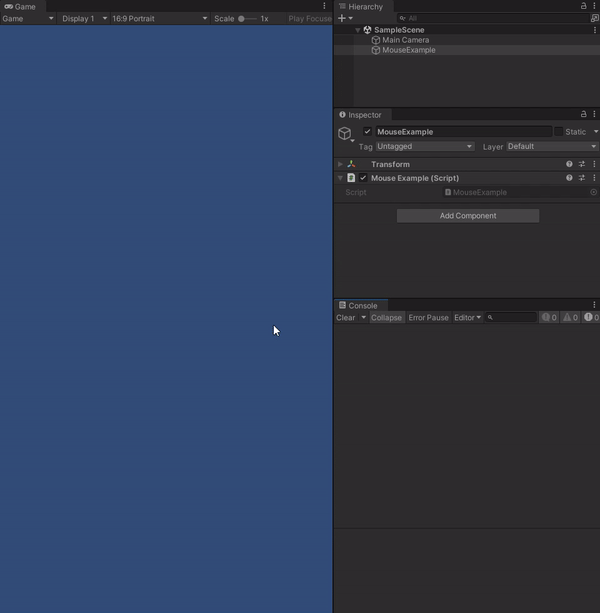 Game
Game Display 1 16:9 Portrait Scale 1x Play Focuse
Hierarchy
All
SampleScene
Main Camera
MouseExample
Inspector
MouseExample Static
Tag Untagged Layer Default
Transform
Mouse Example (Script)
Script MouseExample
Add Component
Console
Clear Collapse Error Pause Editor 0 0 0